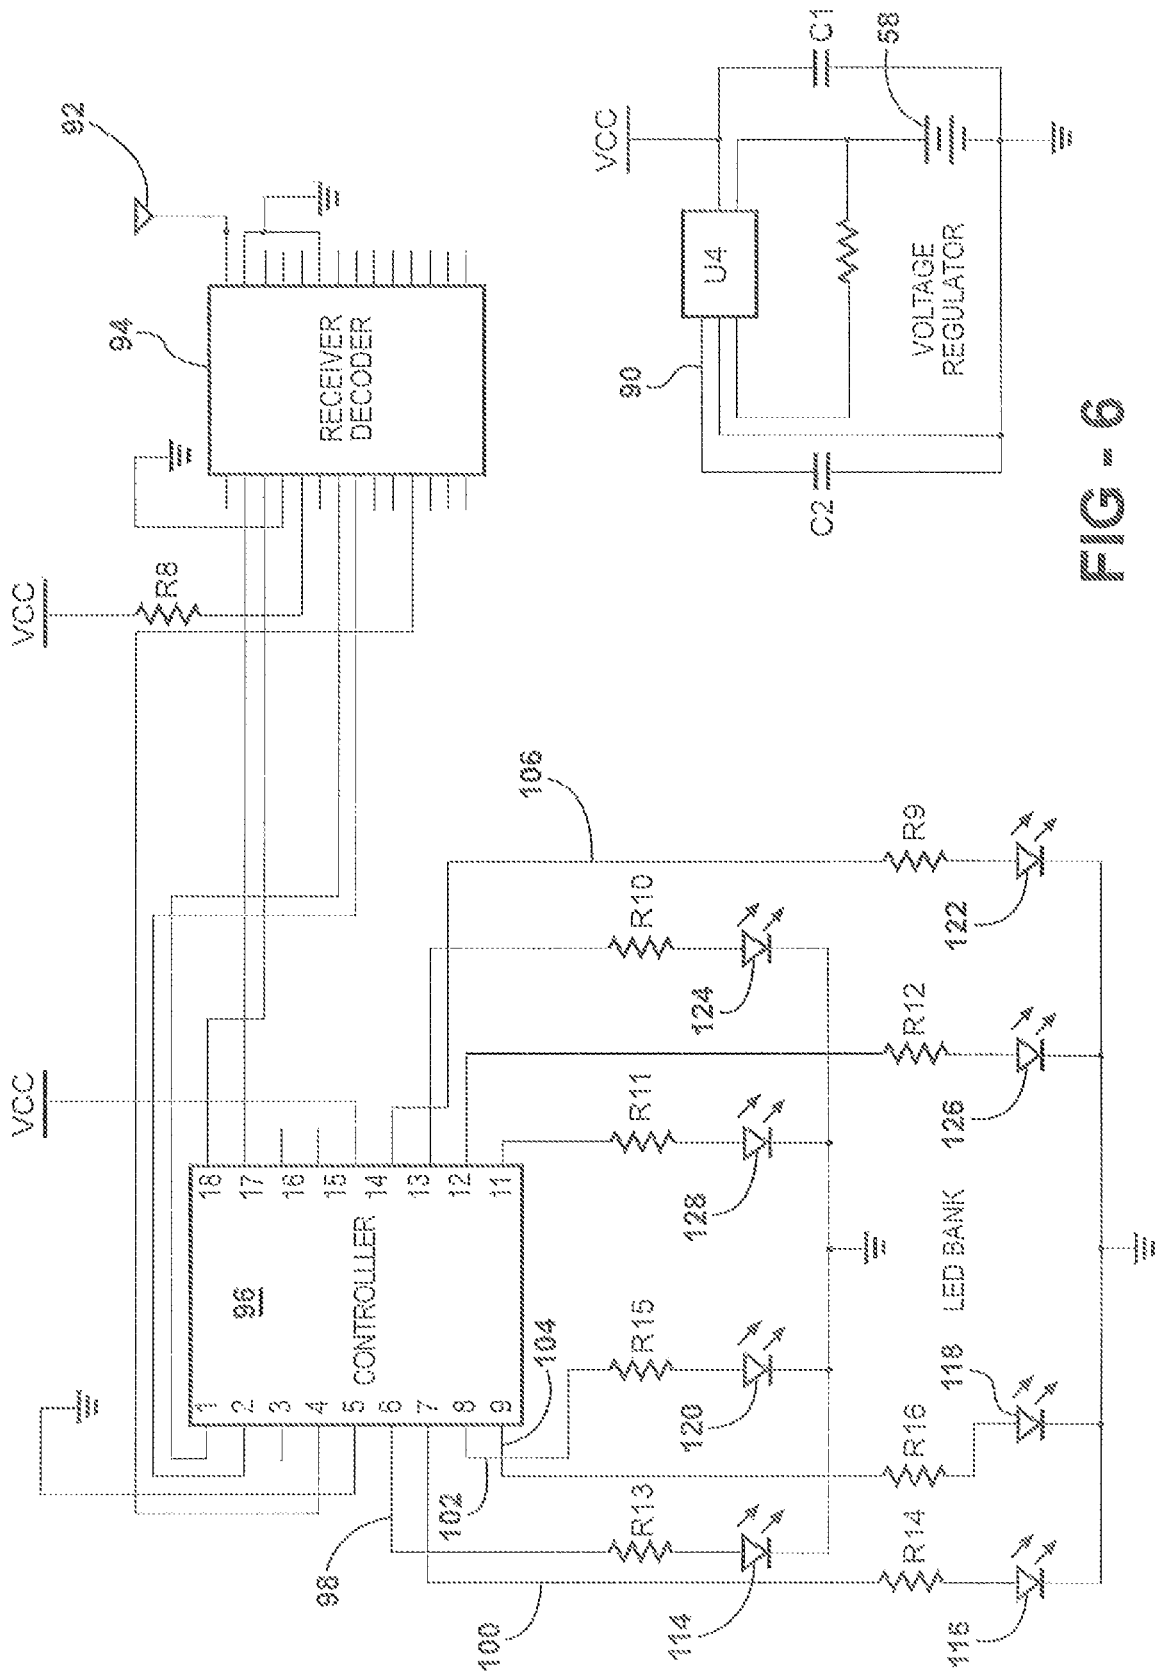 VCC
VCC
92
94
R8
RECEIVER
DECODER
18
17
16
15
14
13
12
11
96
CONTROLLLER
1
2
3
4
5
6
7
8
9
98
100
102
104
106
R13
R14
R15
R16
R11
R12
R10
R9
114
116
120
118
128
126
124
122
LED BANK
VCC
C1
58
U4
90
C2
VOLTAGE
REGULATOR
FIG - 6